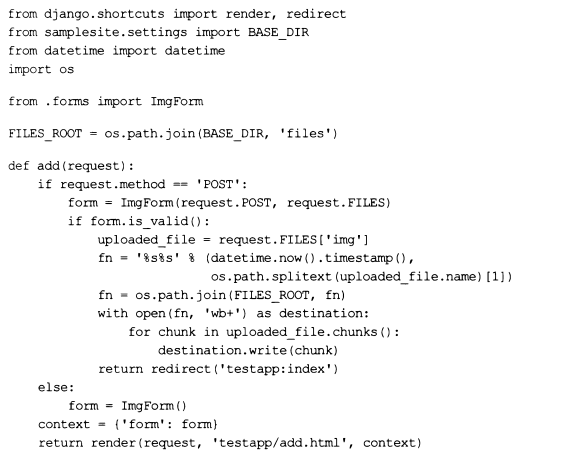 from django.shortcuts import render, redirect
from samplesite.settings import BASE_DIR
from datetime import datetime
import os
from .forms import ImgForm
FILES_ROOT = os.path.join(BASE_DIR, 'files')
def add(request):
    if request.method == 'POST':
        form = ImgForm(request.POST, request.FILES)
        if form.is_valid():
            uploaded_file = request.FILES['img']
            fn = '%s%s' % (datetime.now().timestamp(),
                           os.path.splitext(uploaded_file.name)[1])
            fn = os.path.join(FILES_ROOT, fn)
            with open(fn, 'wb+') as destination:
                for chunk in uploaded_file.chunks():
                    destination.write(chunk)
            return redirect('testapp:index')
    else:
        form = ImgForm()
    context = {'form': form}
    return render(request, 'testapp/add.html', context)